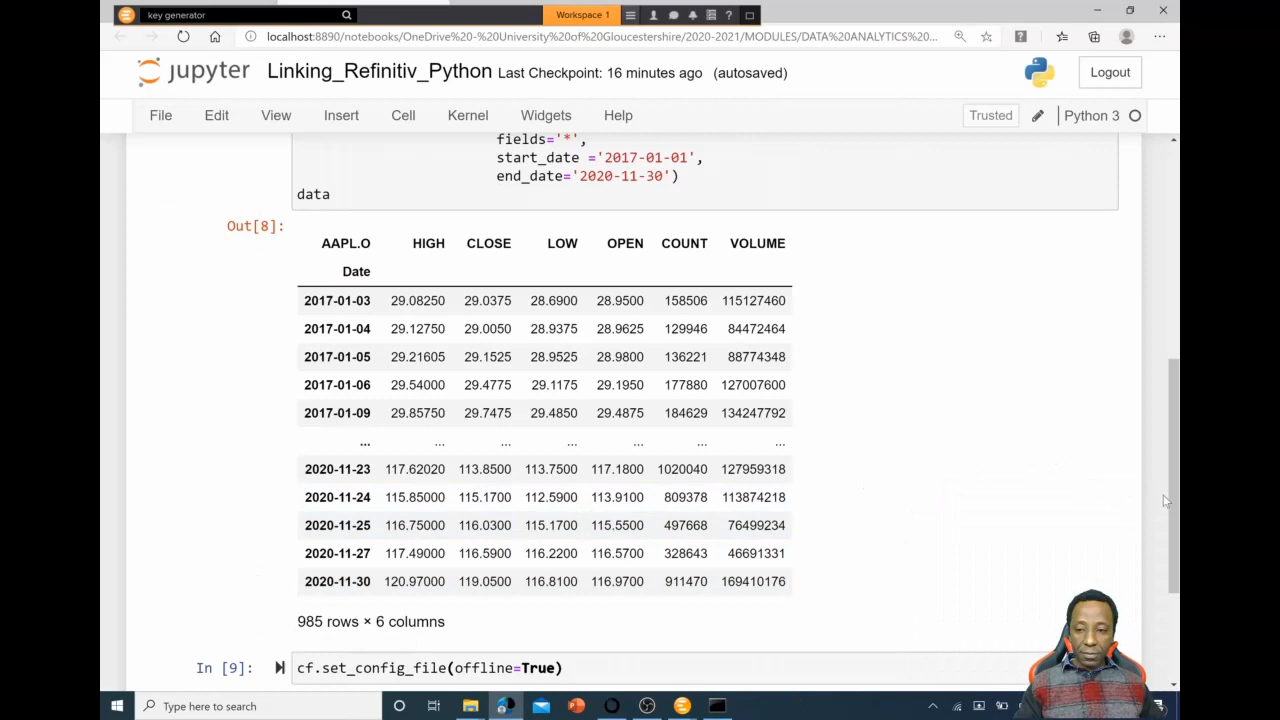 key generator
Workspace 1
?
localhost:8890/notebooks/OneDrive%20-%20University%20of%20Gloucestershire/2020-2021/MODULES/DATA%20ANALYTICS%20...
jupyter Linking_Refinitiv_Python Last Checkpoint: 16 minutes ago (autosaved)
Logout
File Edit View Insert Cell Kernel Widgets Help
Trusted Python 3
fields='*',
start_date ='2017-01-01',
end_date='2020-11-30')
data
Out[8]:
AAPL.O HIGH CLOSE LOW OPEN COUNT VOLUME
Date
2017-01-03 29.08250 29.0375 28.6900 28.9500 158506 115127460
2017-01-04 29.12750 29.0050 28.9375 28.9625 129946 84472464
2017-01-05 29.21605 29.1525 28.9525 28.9800 136221 88774348
2017-01-06 29.54000 29.4775 29.1175 29.1950 177880 127007600
2017-01-09 29.85750 29.7475 29.4850 29.4875 184629 134247792
... ... ... ... ... ... ...
2020-11-23 117.62020 113.8500 113.7500 117.1800 1020040 127959318
2020-11-24 115.85000 115.1700 112.5900 113.9100 809378 113874218
2020-11-25 116.75000 116.0300 115.1700 115.5500 497668 76499234
2020-11-27 117.49000 116.5900 116.2200 116.5700 328643 46691331
2020-11-30 120.97000 119.0500 116.8100 116.9700 911470 169410176
985 rows × 6 columns
In [9]: cf.set_config_file(offline=True)
Type here to search